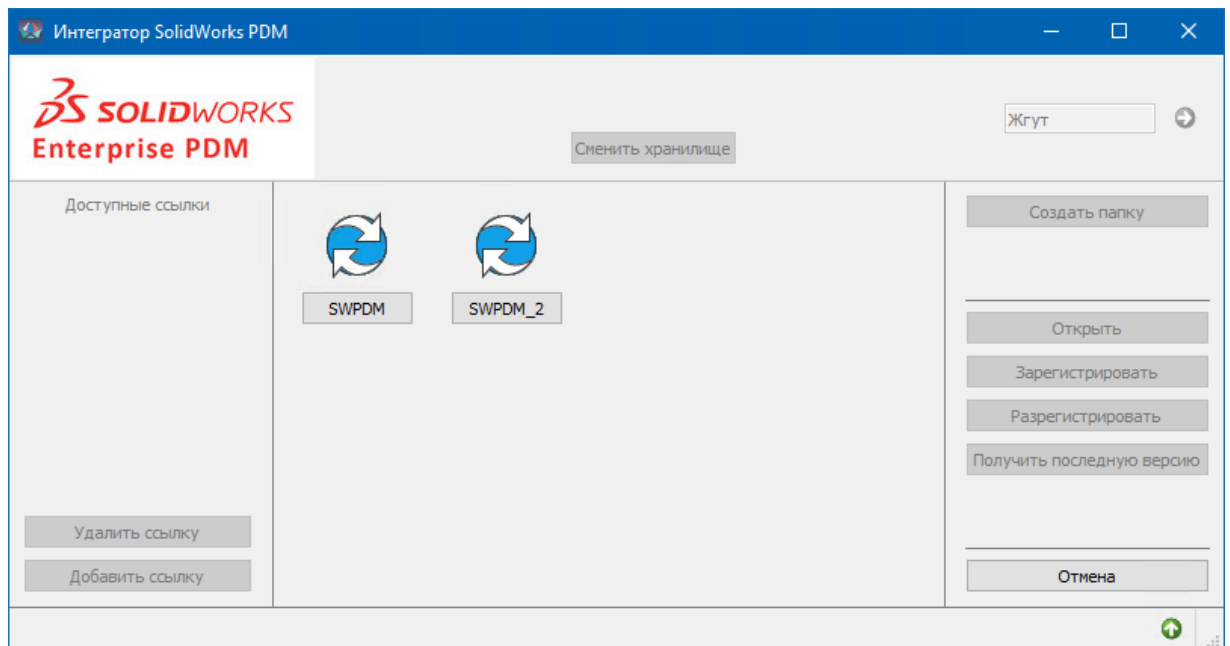 Интегратор SolidWorks PDM
SOLIDWORKS
Enterprise PDM
Сменить хранилище
Жгут
Доступные ссылки
SWPDM
SWPDM_2
Создать папку
Открыть
Зарегистрировать
Разрегистрировать
Получить последнюю версию
Удалить ссылку
Добавить ссылку
Отмена